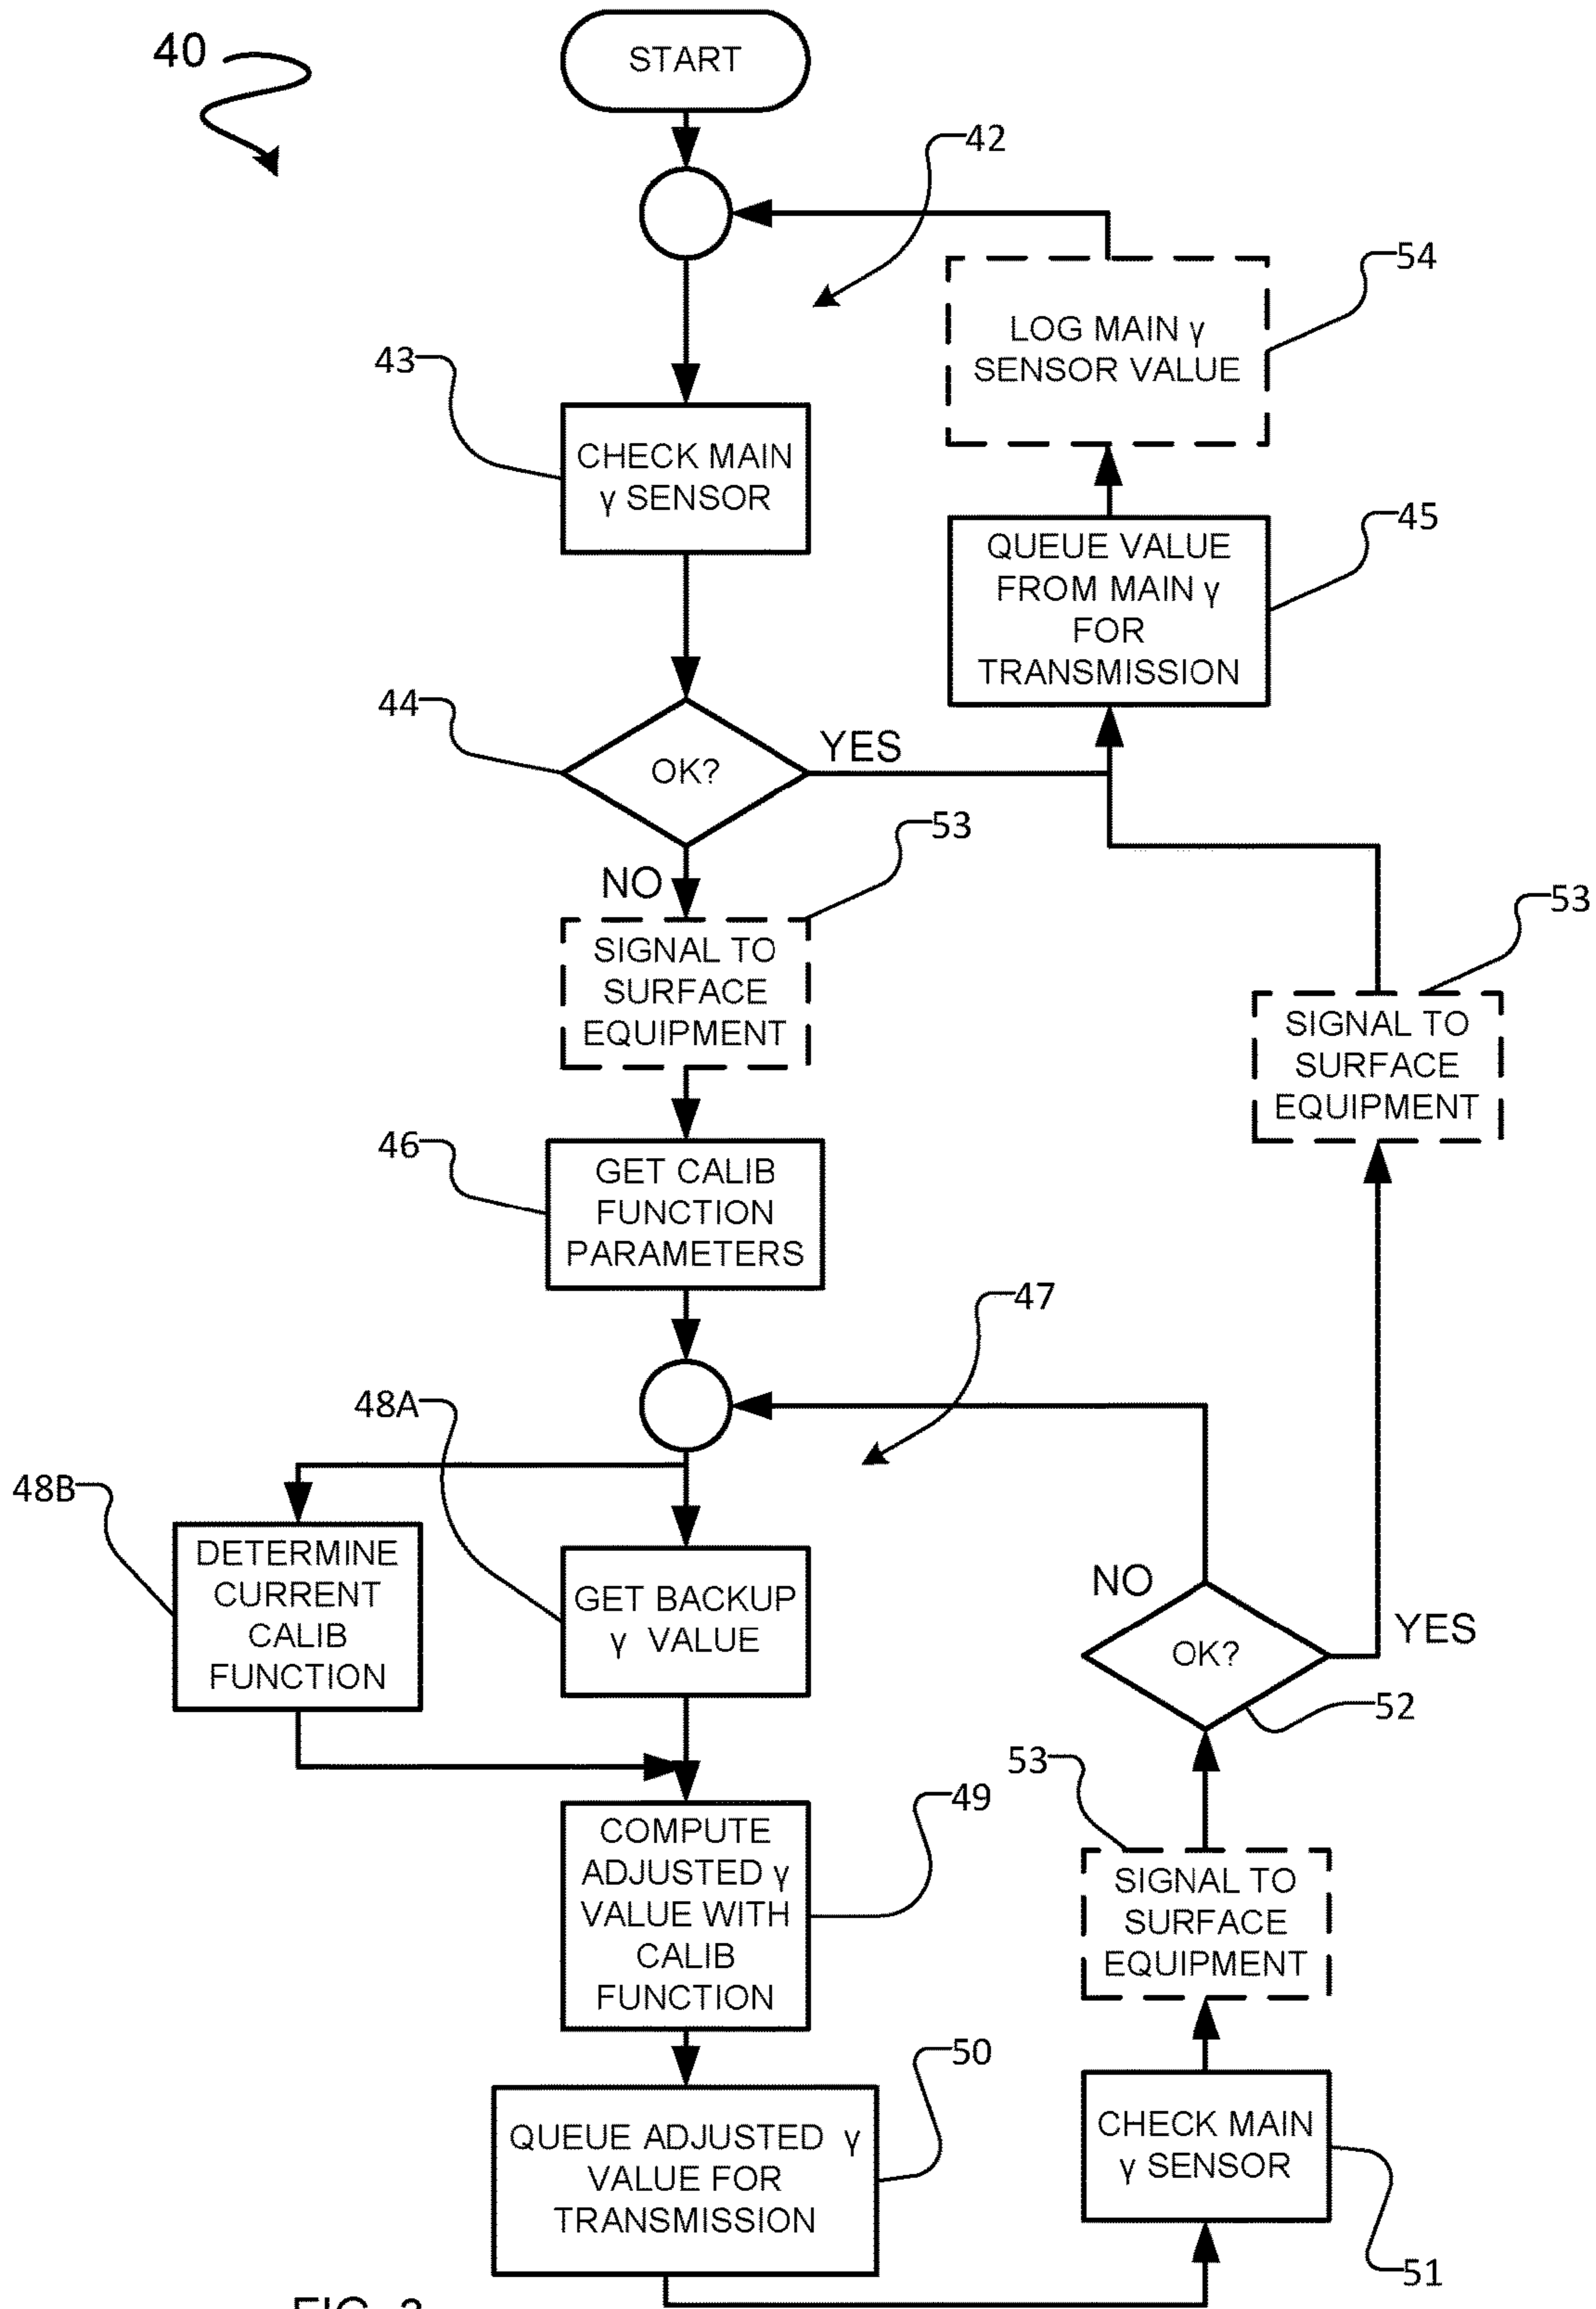 40
START
42
54
LOG MAIN γ
SENSOR VALUE
43
CHECK MAIN
γ SENSOR
45
QUEUE VALUE
FROM MAIN γ
FOR
TRANSMISSION
44
OK?
YES
NO
53
SIGNAL TO
SURFACE
EQUIPMENT
53
SIGNAL TO
SURFACE
EQUIPMENT
46
GET CALIB
FUNCTION
PARAMETERS
47
48A
48B
DETERMINE
CURRENT
CALIB
FUNCTION
GET BACKUP
γ VALUE
NO
OK?
YES
52
53
SIGNAL TO
SURFACE
EQUIPMENT
49
COMPUTE
ADJUSTED γ
VALUE WITH
CALIB
FUNCTION
50
QUEUE ADJUSTED γ
VALUE FOR
TRANSMISSION
CHECK MAIN
γ SENSOR
51